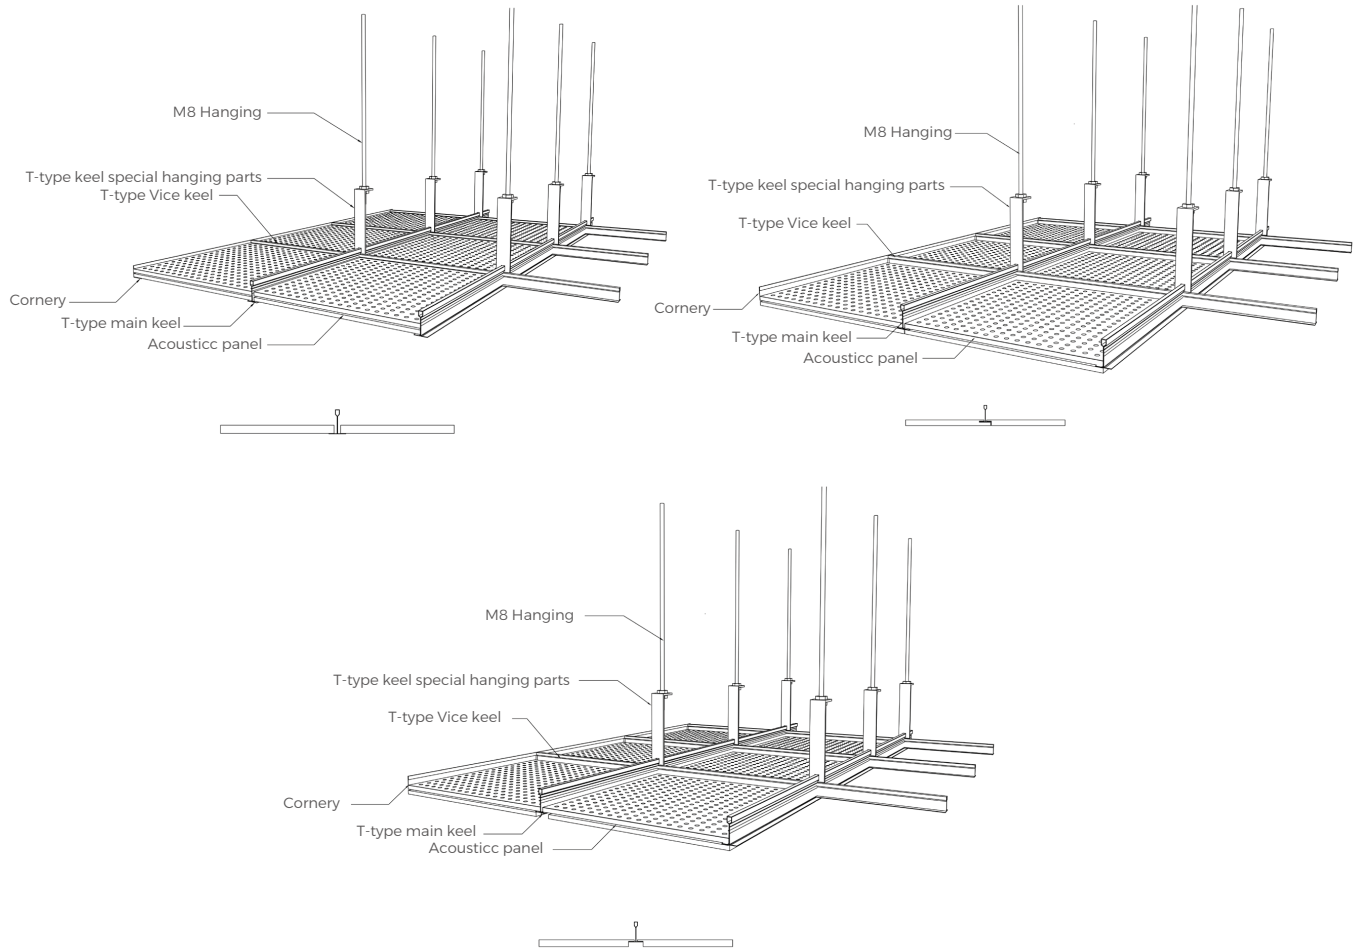 M8 Hanging
T-type keel special hanging parts
T-type Vice keel
Cornery
T-type main keel
Acousticc panel
M8 Hanging
T-type keel special hanging parts
T-type Vice keel
Cornery
T-type main keel
Acousticc panel
M8 Hanging
T-type keel special hanging parts
T-type Vice keel
Cornery
T-type main keel
Acousticc panel